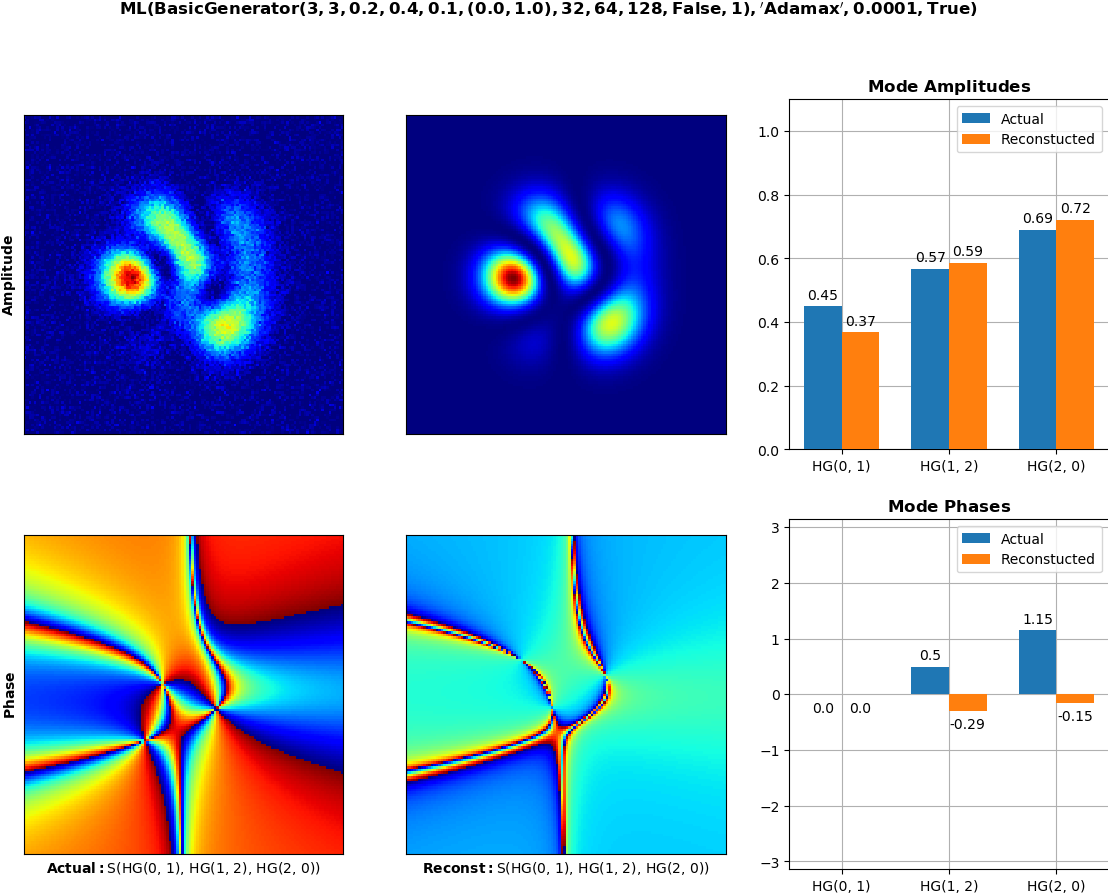 ML(BasicGenerator(3, 3, 0.2, 0.4, 0.1, (0.0, 1.0), 32, 64, 128, False, 1), 'Adamax', 0.0001, True)
Amplitude
Mode Amplitudes
Actual
Reconstucted
1.0
0.8
0.6
0.4
0.2
0.0
0.45
0.37
0.57
0.59
0.69
0.72
HG(0, 1)
HG(1, 2)
HG(2, 0)
Phase
Actual: S(HG(0, 1), HG(1, 2), HG(2, 0))
Reconst: S(HG(0, 1), HG(1, 2), HG(2, 0))
Mode Phases
Actual
Reconstucted
3
2
1
0
−1
−2
−3
0.0
0.0
0.5
-0.29
1.15
-0.15
HG(0, 1)
HG(1, 2)
HG(2, 0)